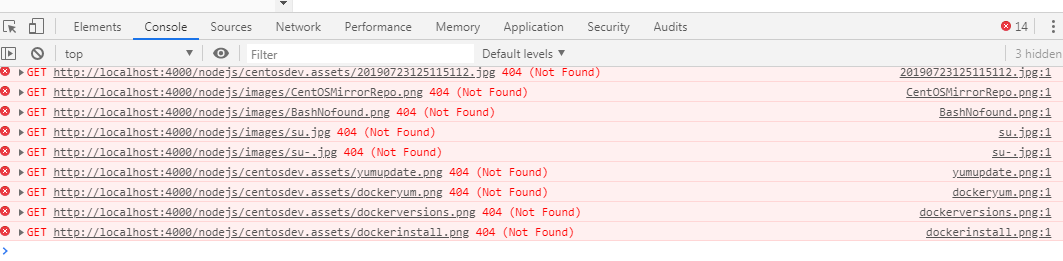 Elements Console Sources Network Performance Memory Application Security Audits 14
top Filter Default levels 3 hidden
GET http://localhost:4000/nodejs/centosdev.assets/20190723125115112.jpg 404 (Not Found) 20190723125115112.jpg:1
GET http://localhost:4000/nodejs/images/CentOSMirrorRepo.png 404 (Not Found) CentOSMirrorRepo.png:1
GET http://localhost:4000/nodejs/images/BashNofound.png 404 (Not Found) BashNofound.png:1
GET http://localhost:4000/nodejs/images/su.jpg 404 (Not Found) su.jpg:1
GET http://localhost:4000/nodejs/images/su-.jpg 404 (Not Found) su-.jpg:1
GET http://localhost:4000/nodejs/centosdev.assets/yumupdate.png 404 (Not Found) yumupdate.png:1
GET http://localhost:4000/nodejs/centosdev.assets/dockeryum.png 404 (Not Found) dockeryum.png:1
GET http://localhost:4000/nodejs/centosdev.assets/dockerversions.png 404 (Not Found) dockerversions.png:1
GET http://localhost:4000/nodejs/centosdev.assets/dockerinstall.png 404 (Not Found) dockerinstall.png:1